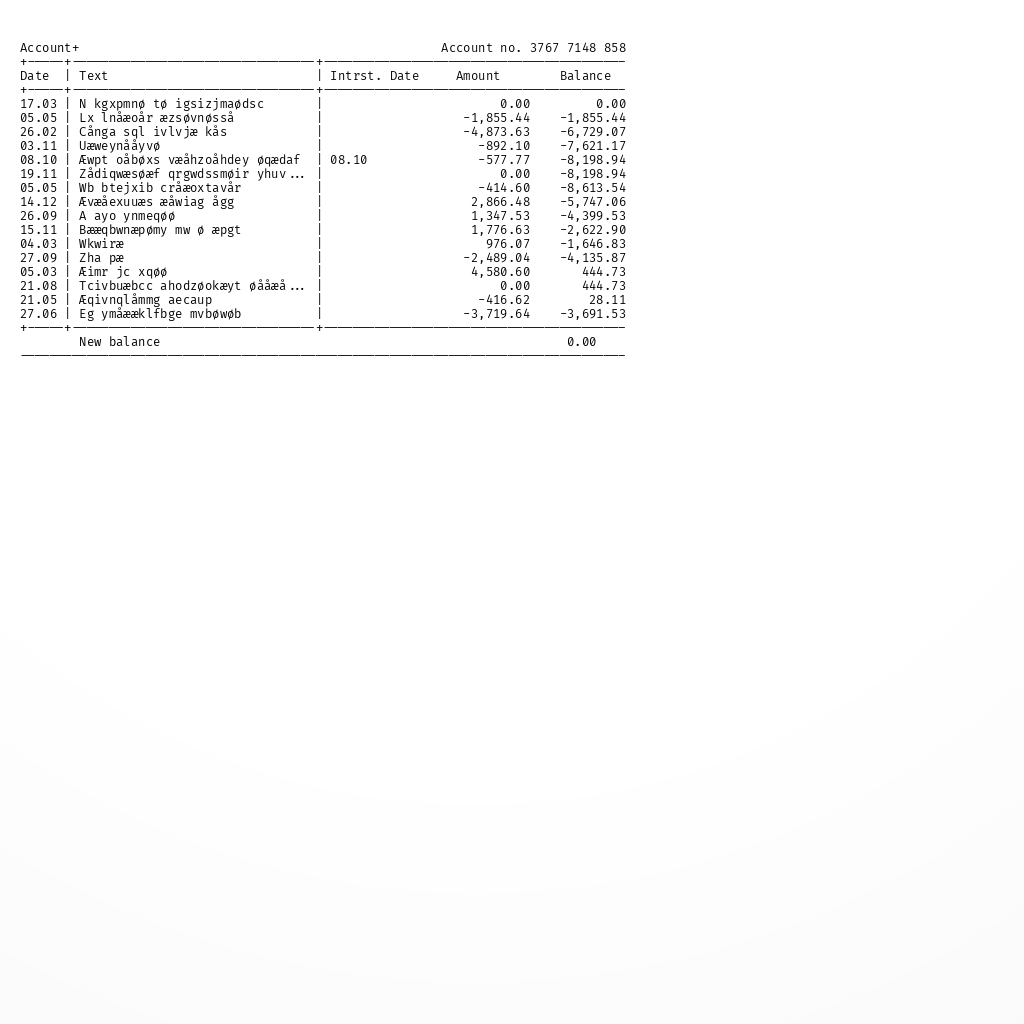 Account+ Account no. 3767 7148 858
Date | Text | Intrst. Date Amount Balance
17.03 | N kgxpmnø tø igsizjmaødsc | 0.00 0.00
05.05 | Lx lnåæoår æzsøvnøsså | -1,855.44 -1,855.44
26.02 | Cånga sql ivlvjæ kås | -4,873.63 -6,729.07
03.11 | Uæweynååyvø | -892.10 -7,621.17
08.10 | Æwpt oåbøxs væåhzoåhdey øqædaf | 08.10 -577.77 -8,198.94
19.11 | Zådiqwæsøæf qrgwdssmøir yhuv... | 0.00 -8,198.94
05.05 | Wb btejxib cråæoxtavår | -414.60 -8,613.54
14.12 | Ævæåexuuæs æåwiag ågg | 2,866.48 -5,747.06
26.09 | A ayo ynmeqøø | 1,347.53 -4,399.53
15.11 | Bææqbwnæpømy mw ø æpgt | 1,776.63 -2,622.90
04.03 | Wkwiræ | 976.07 -1,646.83
27.09 | Zha pæ | -2,489.04 -4,135.87
05.03 | Æimr jc xqøø | 4,580.60 444.73
21.08 | Tcivbuæbcc ahodzøokæyt øååæå... | 0.00 444.73
21.05 | Æqivnqlåmmg aecaup | -416.62 28.11
27.06 | Eg ymåææklfbge mvbøwøb | -3,719.64 -3,691.53
New balance 0.00